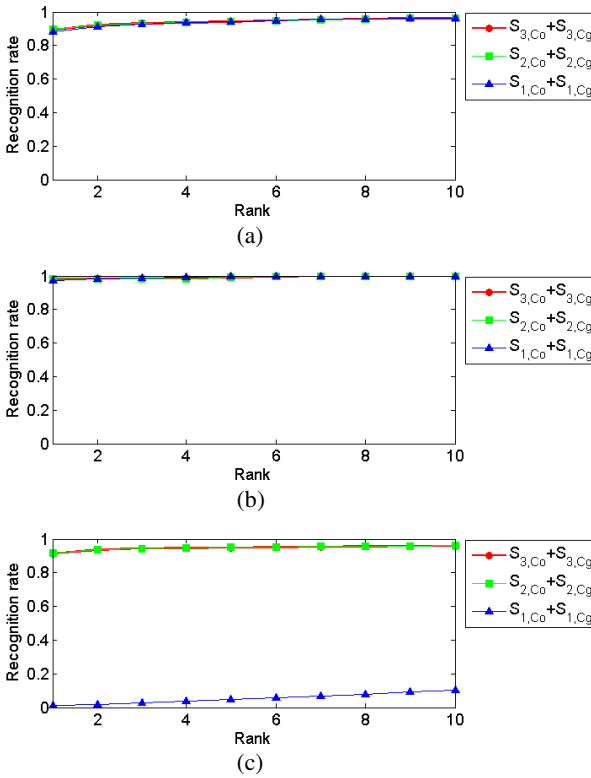 1
0.8
0.6
0.4
0.2
0
Recognition rate
2 4 6 8 10
Rank
S3,Co+S3,Cg
S2,Co+S2,Cg
S1,Co+S1,Cg
(a)
1
0.8
0.6
0.4
0.2
0
Recognition rate
2 4 6 8 10
Rank
S3,Co+S3,Cg
S2,Co+S2,Cg
S1,Co+S1,Cg
(b)
1
0.8
0.6
0.4
0.2
0
Recognition rate
2 4 6 8 10
Rank
S3,Co+S3,Cg
S2,Co+S2,Cg
S1,Co+S1,Cg
(c)